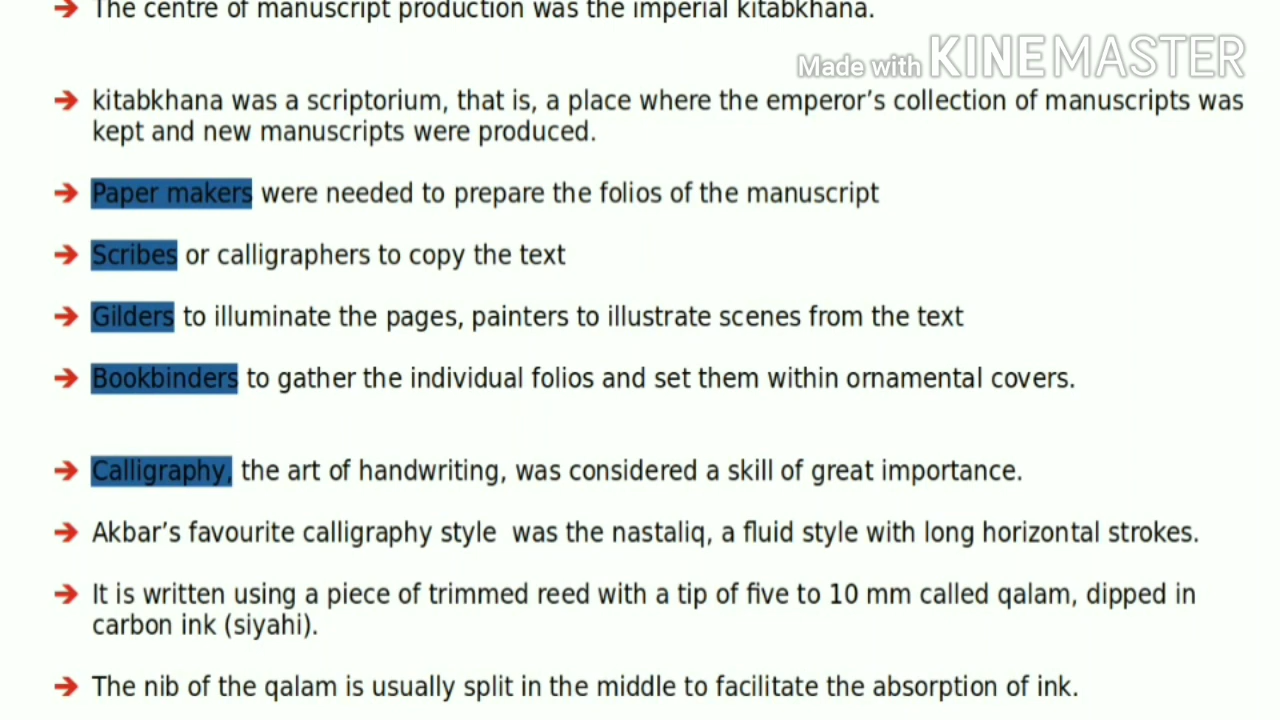 ➔ The centre of manuscript production was the imperial kitabkhana.
Made with KINEMASTER
➔ kitabkhana was a scriptorium, that is, a place where the emperor’s collection of manuscripts was
kept and new manuscripts were produced.
➔ Paper makers were needed to prepare the folios of the manuscript
➔ Scribes or calligraphers to copy the text
➔ Gilders to illuminate the pages, painters to illustrate scenes from the text
➔ Bookbinders to gather the individual folios and set them within ornamental covers.
➔ Calligraphy, the art of handwriting, was considered a skill of great importance.
➔ Akbar’s favourite calligraphy style  was the nastaliq, a fluid style with long horizontal strokes.
➔ It is written using a piece of trimmed reed with a tip of five to 10 mm called qalam, dipped in
carbon ink (siyahi).
➔ The nib of the qalam is usually split in the middle to facilitate the absorption of ink.